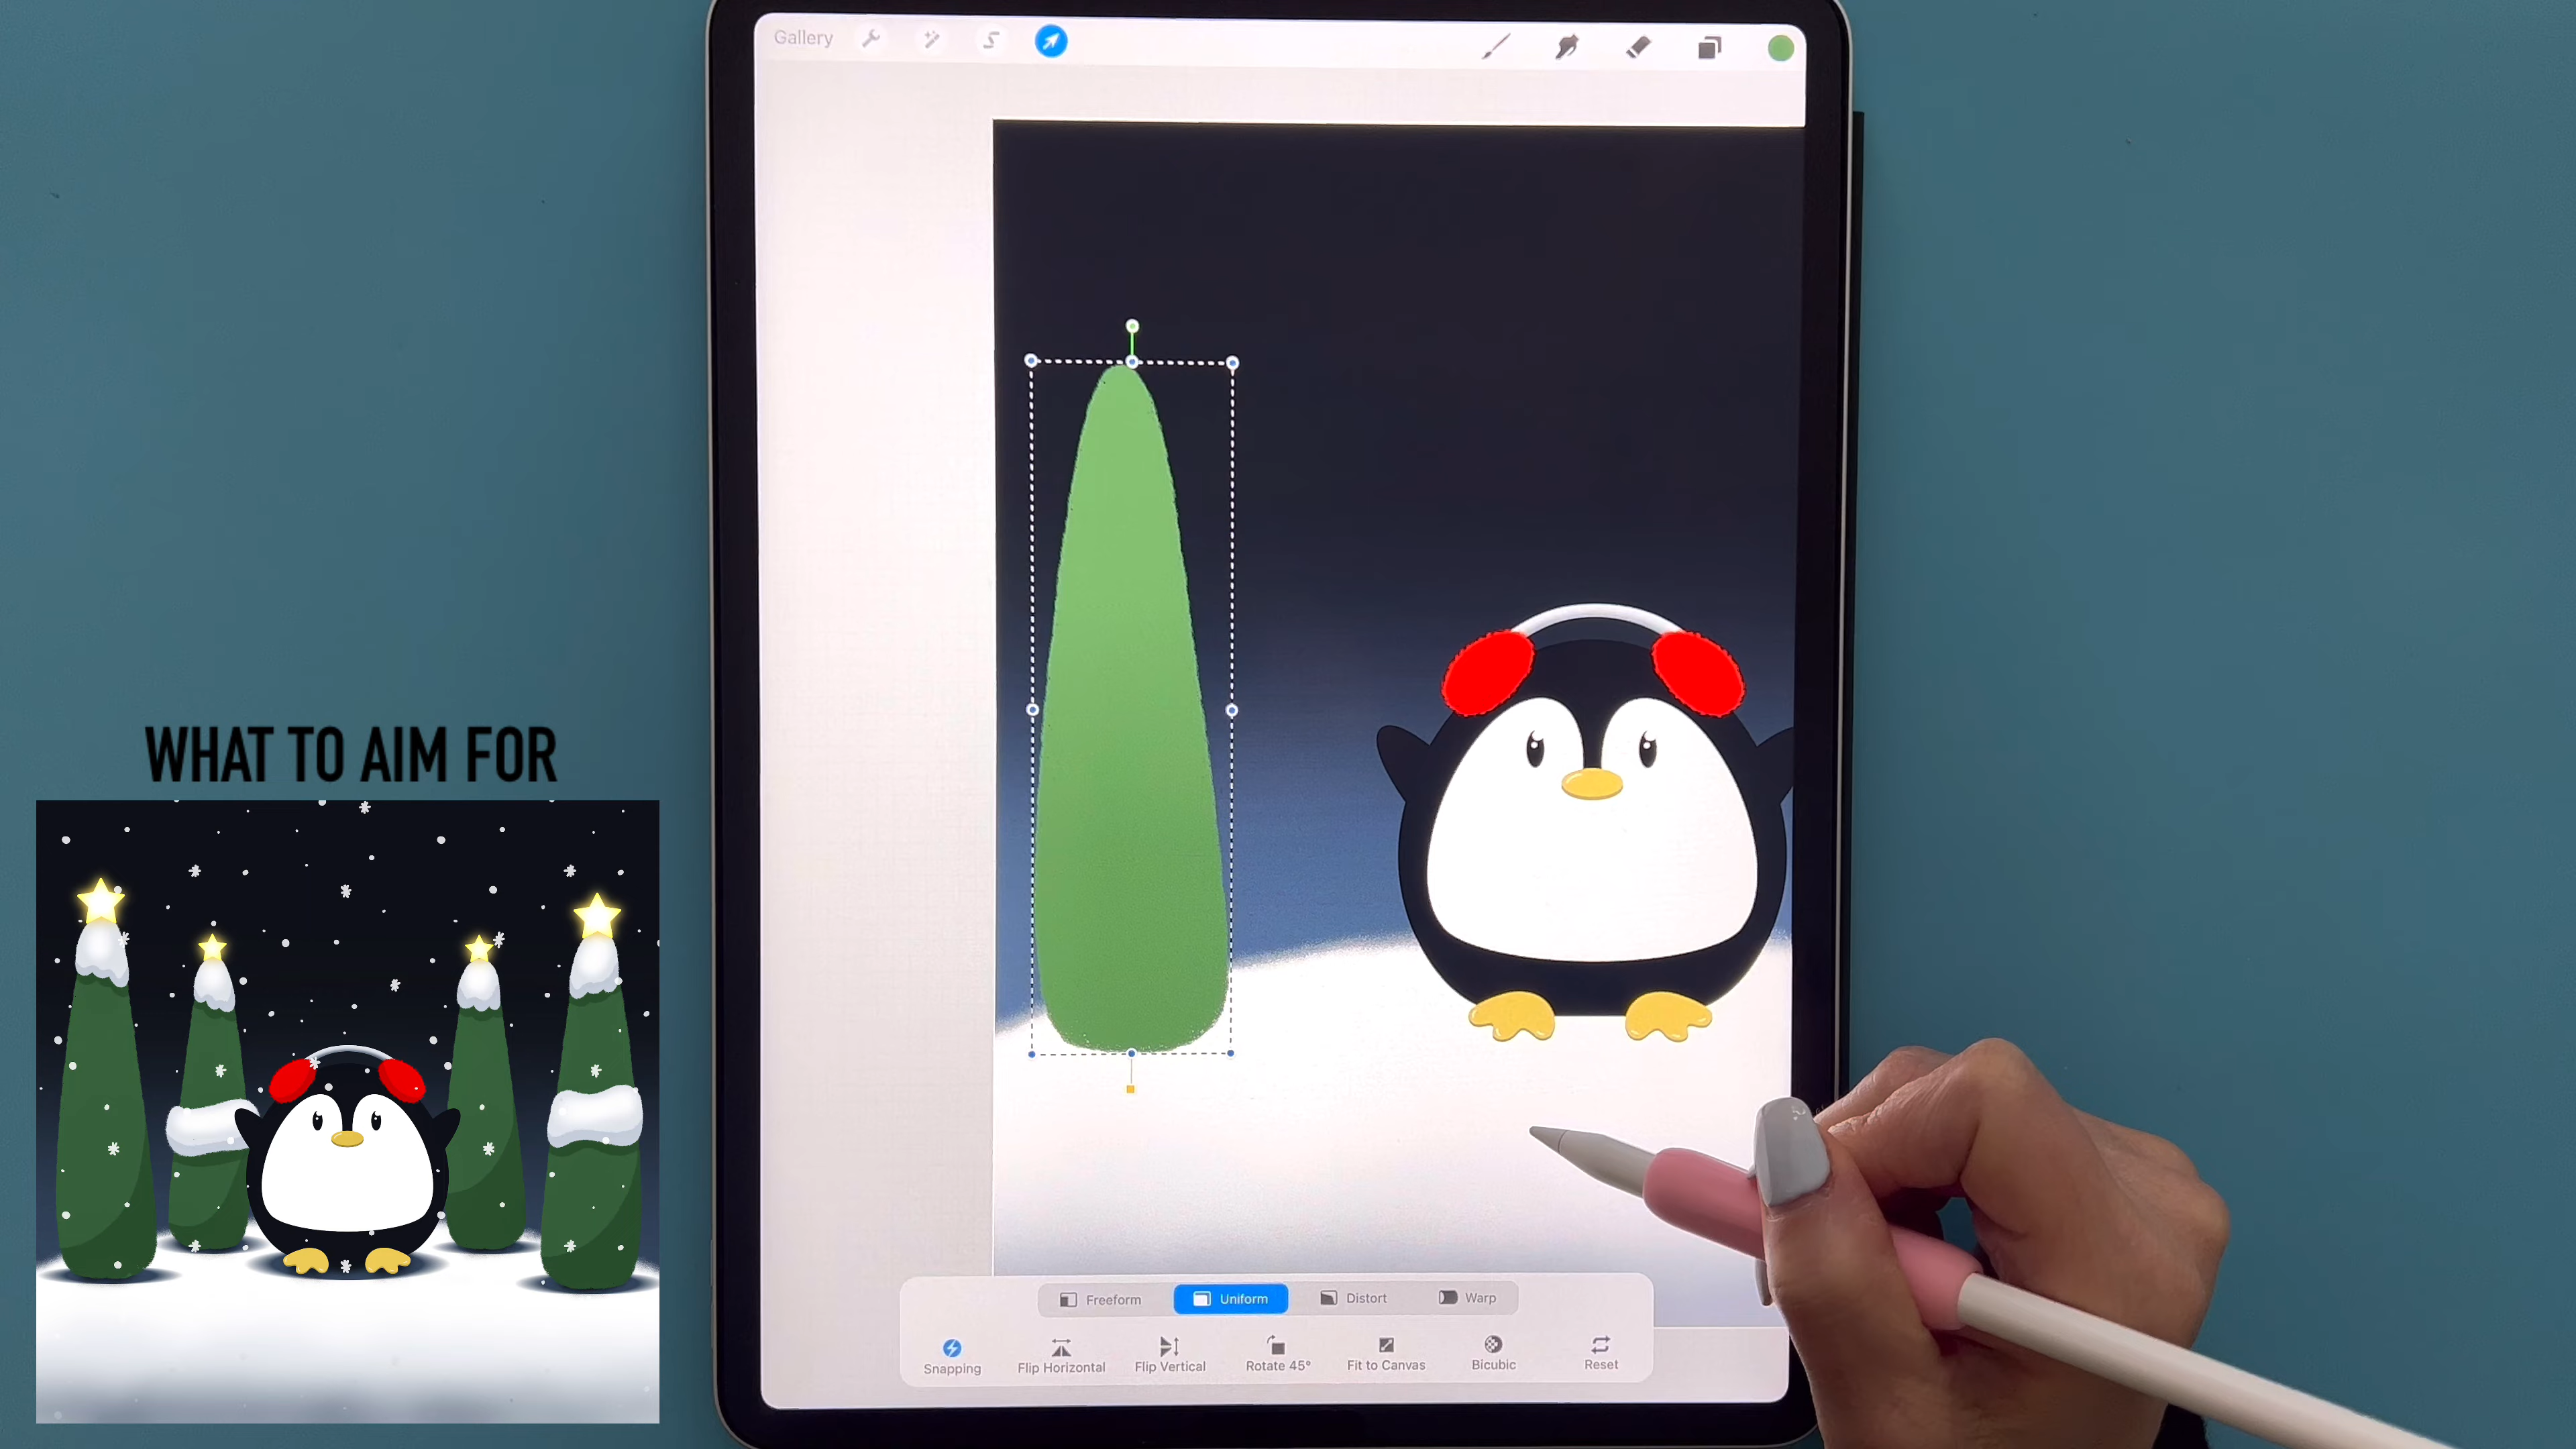 Gallery
WHAT TO AIM FOR
Freeform
Uniform
Distort
Warp
Snapping
Flip Horizontal
Flip Vertical
Rotate 45°
Fit to Canvas
Bicubic
Reset